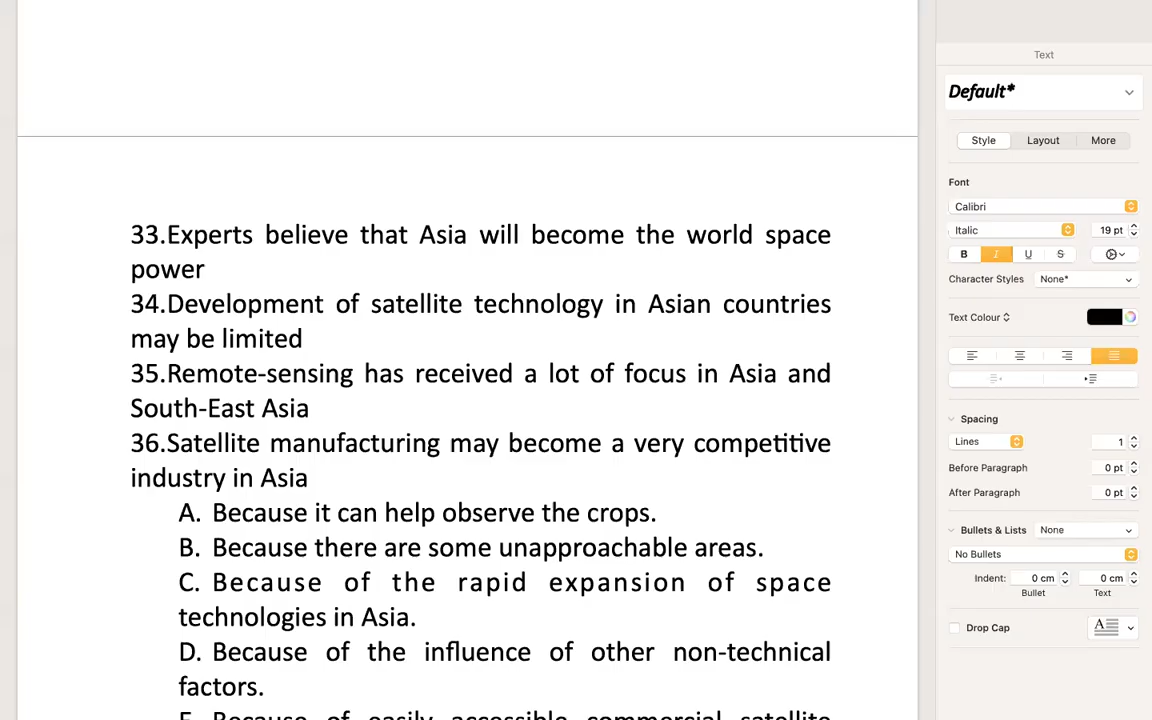 Text
Default*
Style Layout More
Font
Calibri
Italic 19 pt
B I U S
Character Styles None*
Text Colour
Spacing
Lines 1
Before Paragraph 0 pt
After Paragraph 0 pt
Bullets & Lists None
No Bullets
Indent: 0 cm 0 cm
Bullet Text
Drop Cap A
33.Experts believe that Asia will become the world space
power
34.Development of satellite technology in Asian countries
may be limited
35.Remote-sensing has received a lot of focus in Asia and
South-East Asia
36.Satellite manufacturing may become a very competitive
industry in Asia
A. Because it can help observe the crops.
B. Because there are some unapproachable areas.
C. Because of the rapid expansion of space
technologies in Asia.
D. Because of the influence of other non-technical
factors.
E. Because of easily accessible commercial satellite